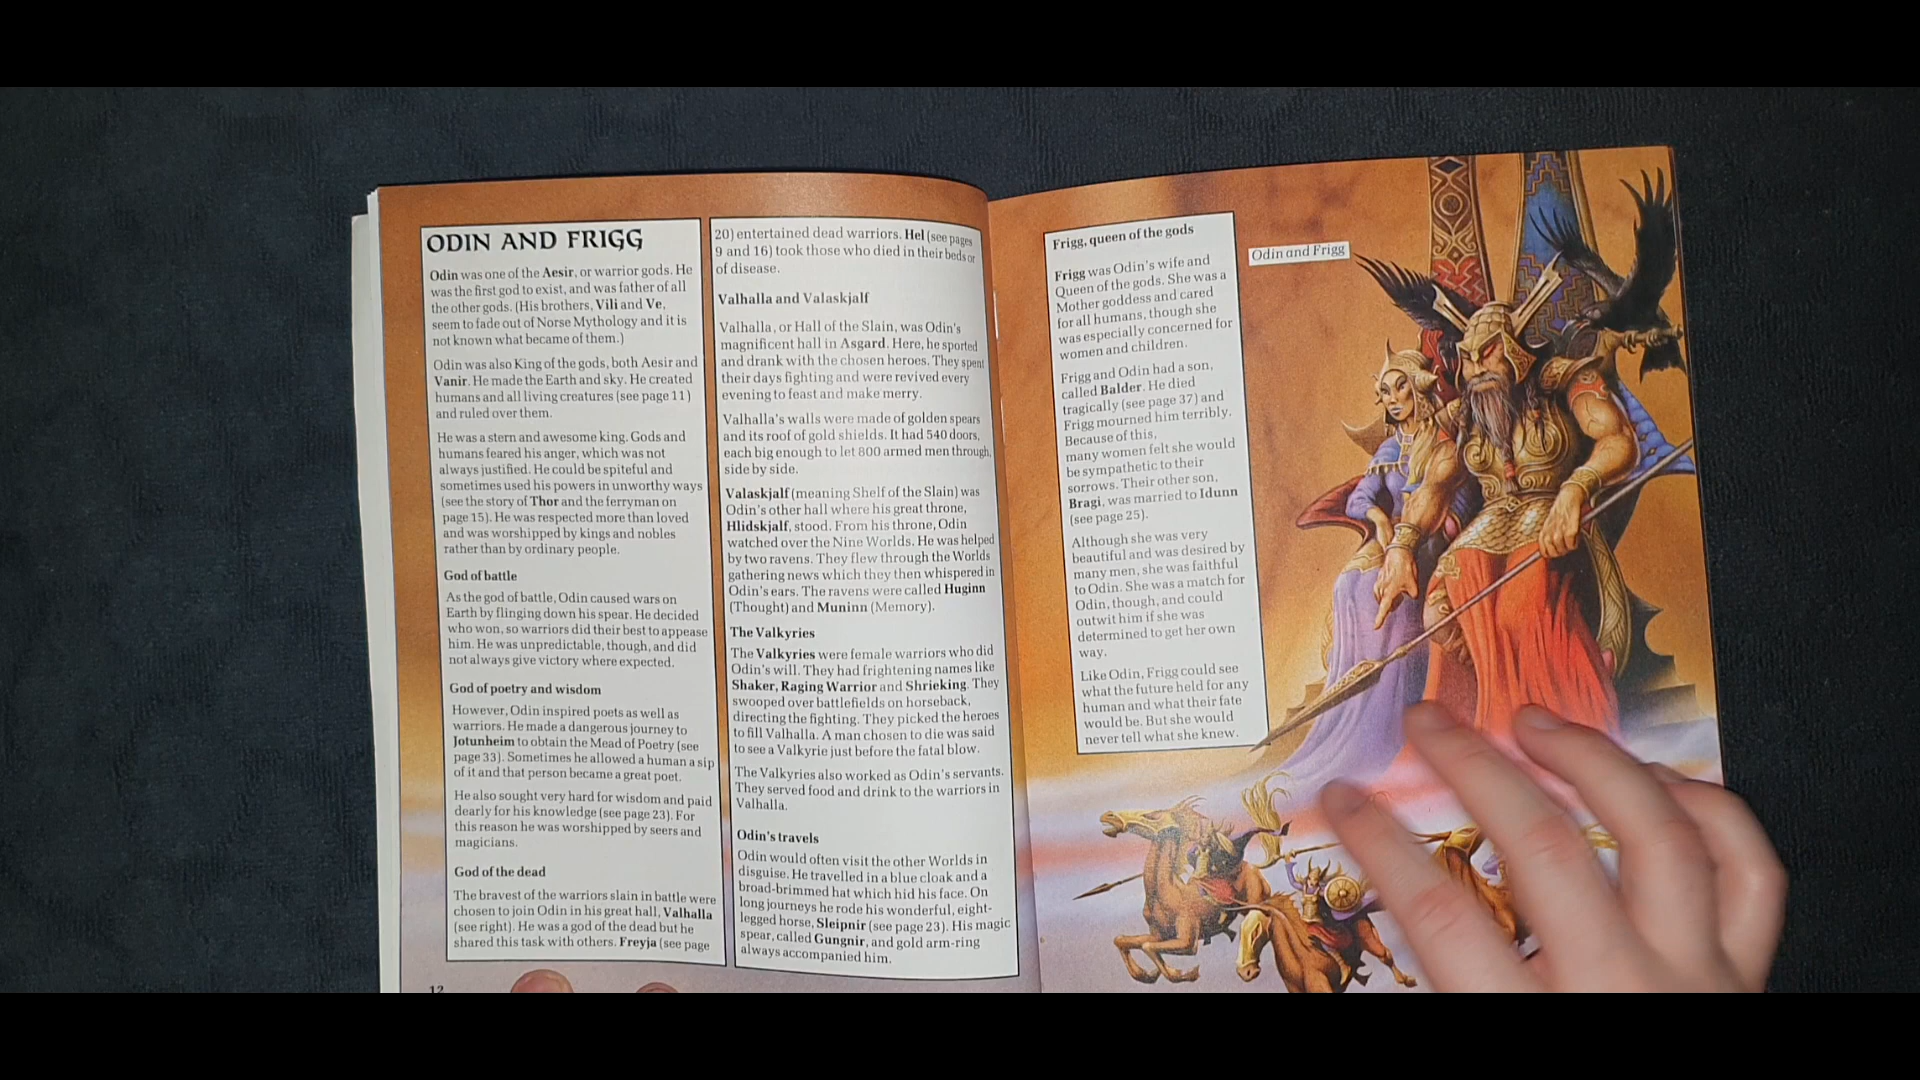 ODIN AND FRIGG
Odin was one of the Aesir, or warrior gods. He
was the first god to exist, and was father of all
the other gods. (His brothers, Vili and Ve,
seem to fade out of Norse Mythology and it is
not known what became of them.)
Odin was also King of the gods, both Aesir and
Vanir. He made the Earth and sky. He created
humans and all living creatures (see page 11)
and ruled over them.
He was a stern and awesome king. Gods and
humans feared his anger, which was not
always justified. He could be spiteful and
sometimes used his powers in unworthy ways
(see the story of Thor and the ferryman on
page 15). He was respected more than loved
and was worshipped by kings and nobles
rather than by ordinary people.
God of battle
As the god of battle, Odin caused wars on
Earth by flinging down his spear. He decided
who won, so warriors did their best to appease
him. He was unpredictable, though, and did
not always give victory where expected.
God of poetry and wisdom
However, Odin inspired poets as well as
warriors. He made a dangerous journey to
Jotunheim to obtain the Mead of Poetry (see
page 33). Sometimes he allowed a human a sip
of it and that person became a great poet.
He also sought very hard for wisdom and paid
dearly for his knowledge (see page 23). For
this reason he was worshipped by seers and
magicians.
God of the dead
The bravest of the warriors slain in battle were
chosen to join Odin in his great hall, Valhalla
(see right). He was a god of the dead but he
shared this task with others. Freyja (see page
12
20) entertained dead warriors. Hel (see pages
9 and 16) took those who died in their beds or
of disease.
Valhalla and Valaskjalf
Valhalla, or Hall of the Slain, was Odin's
magnificent hall in Asgard. Here, he sported
and drank with the chosen heroes. They spent
their days fighting and were revived every
evening to feast and make merry.
Valhalla's walls were made of golden spears
and its roof of gold shields. It had 540 doors,
each big enough to let 800 armed men through,
side by side.
Valaskjalf (meaning Shelf of the Slain) was
Odin's other hall where his great throne,
Hlidskjalf, stood. From his throne, Odin
watched over the Nine Worlds. He was helped
by two ravens. They flew through the Worlds
gathering news which they then whispered in
Odin's ears. The ravens were called Huginn
(Thought) and Muninn (Memory).
The Valkyries
The Valkyries were female warriors who did
Odin's will. They had frightening names like
Shaker, Raging Warrior and Shrieking. They
swooped over battlefields on horseback,
directing the fighting. They picked the heroes
to fill Valhalla. A man chosen to die was said
to see a Valkyrie just before the fatal blow.
The Valkyries also worked as Odin's servants.
They served food and drink to the warriors in
Valhalla.
Odin's travels
Odin would often visit the other Worlds in
disguise. He travelled in a blue cloak and a
broad-brimmed hat which hid his face. On
long journeys he rode his wonderful, eight-
legged horse, Sleipnir (see page 23). His magic
spear, called Gungnir, and gold arm-ring
always accompanied him.
Frigg, queen of the gods
Frigg was Odin's wife and
Queen of the gods. She was a
Mother goddess and cared
for all humans, though she
was especially concerned for
women and children.
Frigg and Odin had a son,
called Balder. He died
tragically (see page 37) and
Frigg mourned him terribly.
Because of this,
many women felt she would
be sympathetic to their
sorrows. Their other son,
Bragi, was married to Idunn
(see page 25).
Although she was very
beautiful and was desired by
many men, she was faithful
to Odin. She was a match for
Odin, though, and could
outwit him if she was
determined to get her own
way.
Like Odin, Frigg could see
what the future held for any
human and what their fate
would be. But she would
never tell what she knew.
Odin and Frigg